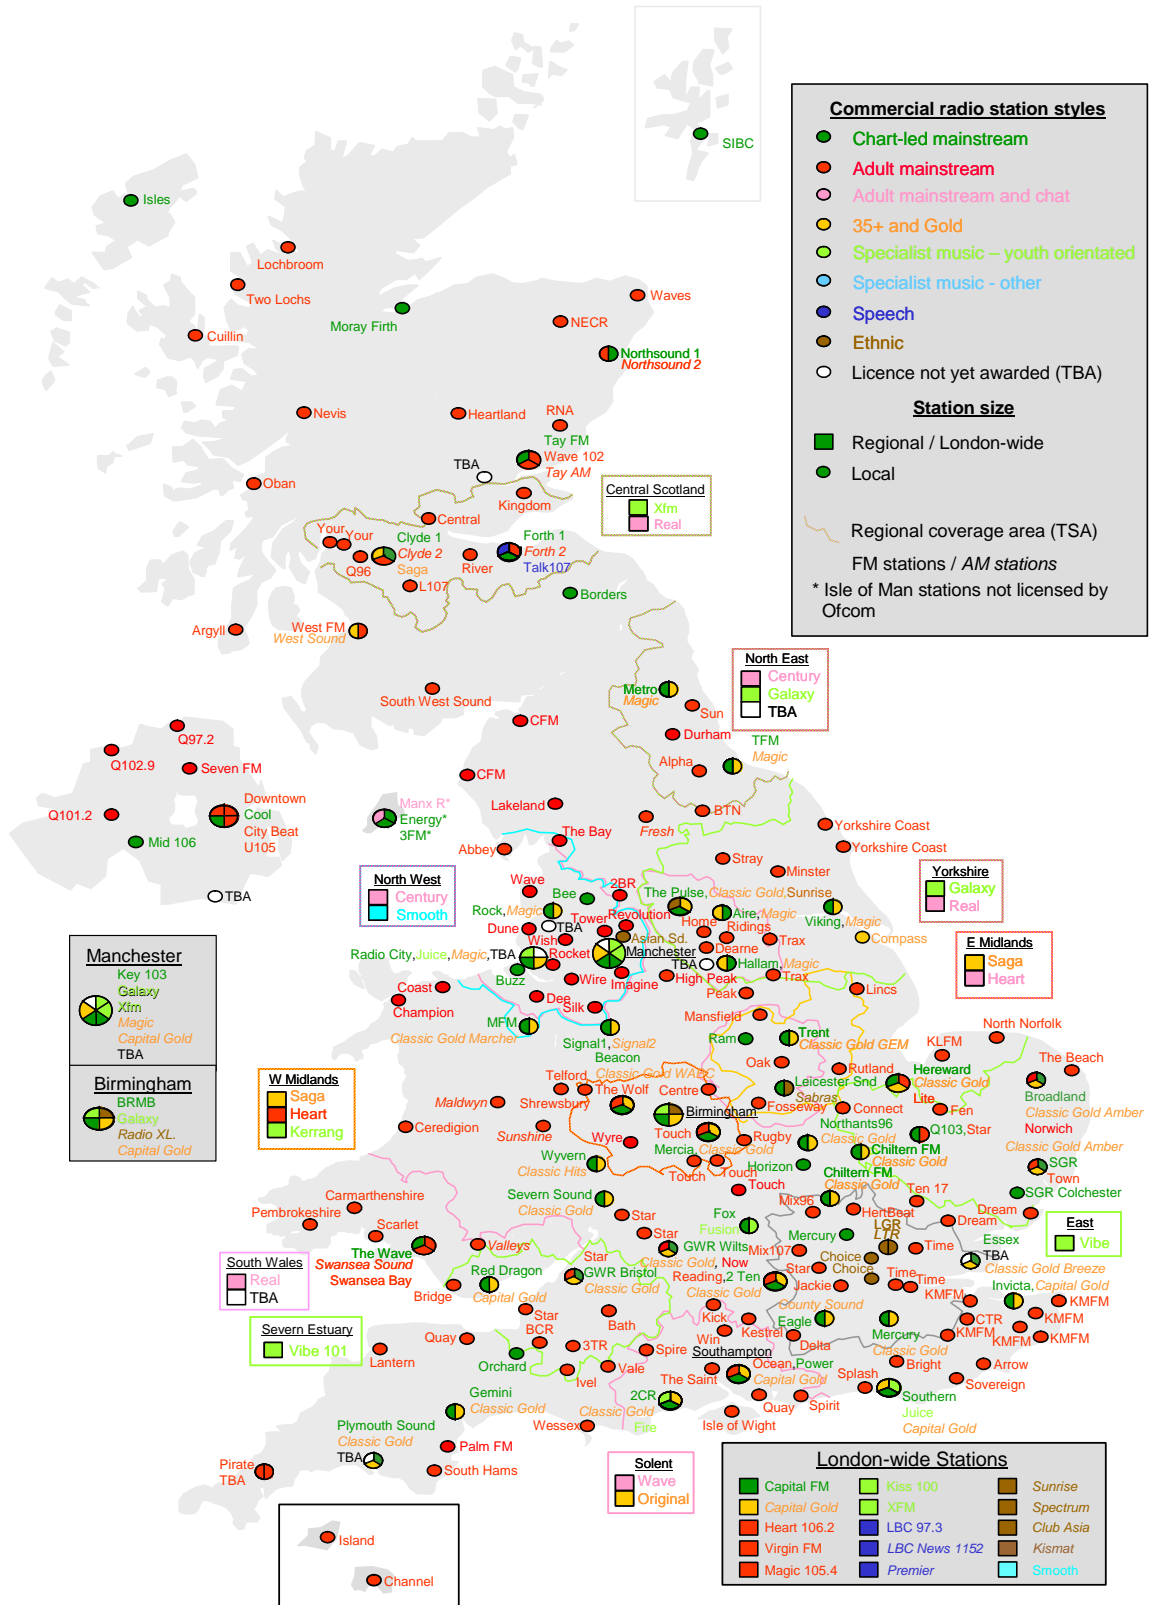 SIBC
Commercial radio station styles
Chart-led mainstream
Adult mainstream
Adult mainstream and chat
35+ and Gold
Specialist music – youth orientated
Specialist music - other
Speech
Ethnic
Licence not yet awarded (TBA)
Station size
Regional / London-wide
Local
Regional coverage area (TSA)
FM stations / AM stations
* Isle of Man stations not licensed by
Ofcom
Isles
Lochbroom
Two Lochs
Cuillin
Moray Firth
Waves
NECR
Northsound 1
Northsound 2
Nevis
Heartland
RNA
Tay FM
Wave 102
Tay AM
TBA
Oban
Kingdom
Central
Central Scotland
Xfm
Real
Your
Your
Q96
Clyde 1
Clyde 2
Saga
L107
River
Forth 1
Forth 2
Talk107
Borders
Argyll
West FM
West Sound
South West Sound
North East
Century
Galaxy
TBA
Metro
Magic
Sun
Durham
Alpha
TFM
Magic
CFM
CFM
Q97.2
Q102.9
Seven FM
Q101.2
Mid 106
Downtown
Cool
City Beat
U105
TBA
Manx R*
Energy*
3FM*
Lakeland
The Bay
Abbey
Fresh
BTN
Yorkshire Coast
Yorkshire Coast
Stray
Minster
North West
Century
Smooth
Yorkshire
Galaxy
Real
Wave
Bee
2BR
The Pulse,Classic Gold,Sunrise
Rock,Magic
Tower
Revolution
Aire,Magic
Viking,Magic
Dune
TBA
Wish
Asian Sd.
Home
Ridings
Dearne
Trax
Compass
Radio City,Juice,Magic,TBA
Rocket
Manchester
TBA
Hallam,Magic
Buzz
Wire
Imagine
High Peak
Trax
Peak
Lincs
E Midlands
Saga
Heart
Coast
Champion
Dee
Silk
MFM
Classic Gold Marcher
Signal1,Signal2
Beacon
Classic Gold WABC
Mansfield
Ram
Trent
Classic Gold GEM
Oak
Manchester
Key 103
Galaxy
Xfm
Magic
Capital Gold
TBA
Birmingham
BRMB
Galaxy
Radio XL.
Capital Gold
W Midlands
Saga
Heart
Kerrang
North Norfolk
KLFM
The Beach
Rutland
Hereward
Classic Gold
Lite
Fen
Broadland
Classic Gold Amber
Norwich
Telford
Shrewsbury
The Wolf
Centre
Leicester Snd
Sabras
Fosseway
Connect
Maldwyn
Birmingham
Ceredigion
Sunshine
Wyre
Touch
Mercia,Classic Gold
Rugby
Northants96
Classic Gold
Q103,Star
Classic Gold Amber
Wyvern
Classic Hits
Touch
Touch
Touch
Horizon
Chiltern FM
Classic Gold
Chiltern FM
Classic Gold
SGR
Town
SGR Colchester
Carmarthenshire
Pembrokeshire
Scarlet
Severn Sound
Classic Gold
Star
Fox
Fusion
Mix96
HertBeat
Ten 17
Dream
Dream
The Wave
Swansea Sound
Swansea Bay
Valleys
Star
GWR Wilts
Classic Gold, Now
Mercury
LGR
LTR
Time
Essex
TBA
Classic Gold Breeze
East
Vibe
South Wales
Real
TBA
Bridge
Red Dragon
Capital Gold
Star
GWR Bristol
Reading,2 Ten
Classic Gold
Mix107
Choice
Choice
Star
Jackie
Time
Time
Invicta,Capital Gold
KMFM
KMFM
KMFM
KMFM
KMFM
CTR
County Sound
Eagle
Mercury
Classic Gold
Severn Estuary
Vibe 101
Star
BCR
Bath
Kick
Win
Kestrel
Delta
Lantern
Quay
Orchard
3TR
Vale
Ivel
Spire
Southampton
The Saint
Ocean,Power
Capital Gold
Splash
Bright
Arrow
Sovereign
Gemini
Classic Gold
2CR
Classic Gold
Fire
Quay
Spirit
Southern
Juice
Capital Gold
Wessex
Isle of Wight
Plymouth Sound
Classic Gold
TBA
Palm FM
South Hams
Pirate
TBA
Solent
Wave
Original
London-wide Stations
Capital FM
Capital Gold
Heart 106.2
Virgin FM
Magic 105.4
Kiss 100
XFM
LBC 97.3
LBC News 1152
Premier
Sunrise
Spectrum
Club Asia
Kismat
Smooth
Island
Channel